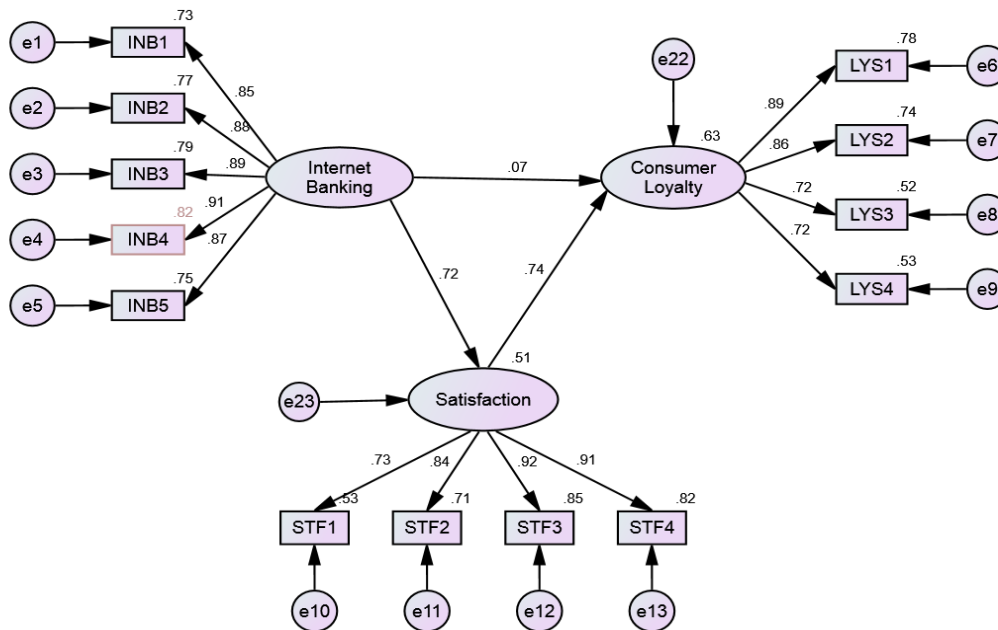 .73
e1
INB1
.77
e2
INB2
.79
e3
INB3
.82
e4
INB4
.75
e5
INB5
.85
.88
.89
.91
.87
Internet
Banking
.07
.72
.74
e22
.63
Consumer
Loyalty
.89
.86
.72
.72
.78
LYS1
e6
.74
LYS2
e7
.52
LYS3
e8
.53
LYS4
e9
.51
e23
Satisfaction
.73
.84
.92
.91
.53
STF1
.71
STF2
.85
STF3
.82
STF4
e10
e11
e12
e13